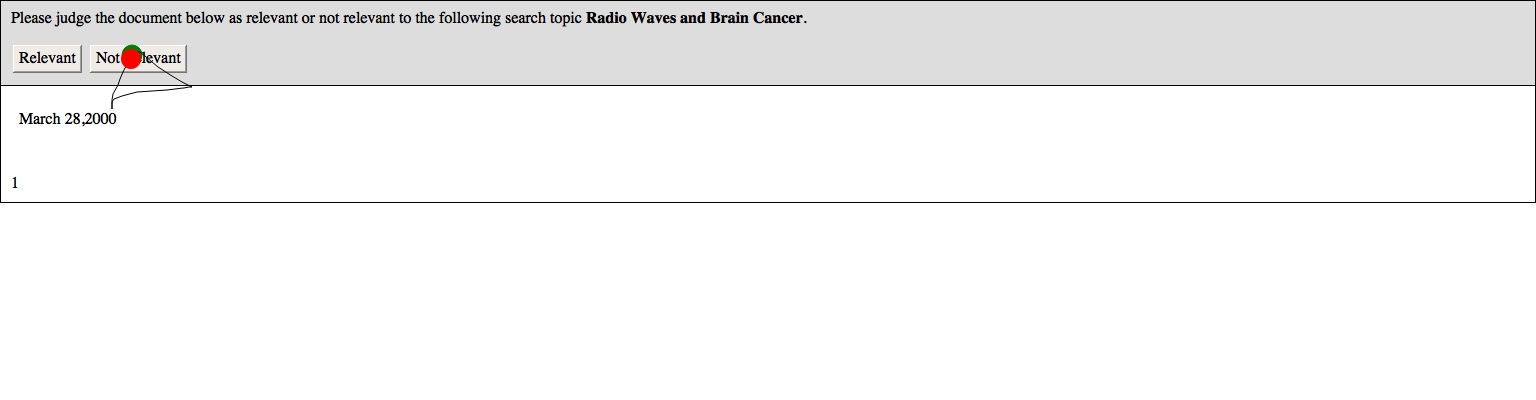 Please judge the document below as relevant or not relevant to the following search topic Radio Waves and Brain Cancer.
Relevant Not levant
March 28,2000
1